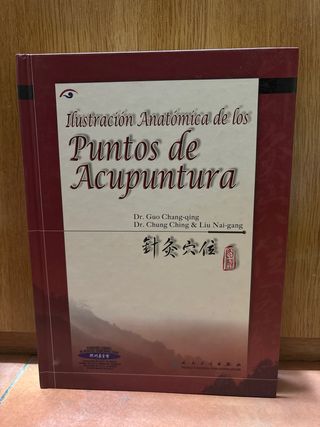 Ilustración Anatómica de los
Puntos de
Acupuntura
Dr. Guo Chang-qing
Dr. Chung Ching & Liu Nai-gang
针灸穴位